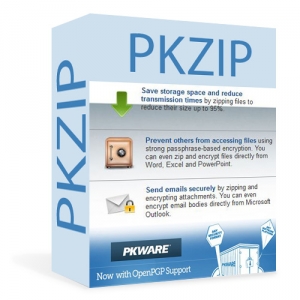 PKZIP
PKZIP
Save storage space and reduce
transmission times by zipping files to
reduce their size up to 95%
Prevent others from accessing files using
strong passphrase-based encryption. You
can even zip and encrypt files directly from
Word, Excel and PowerPoint.
Send emails securely by zipping and
encrypting attachments. You can even
encrypt email bodies directly from Microsoft
Outlook.
PKWARE
Now with OpenPGP Support